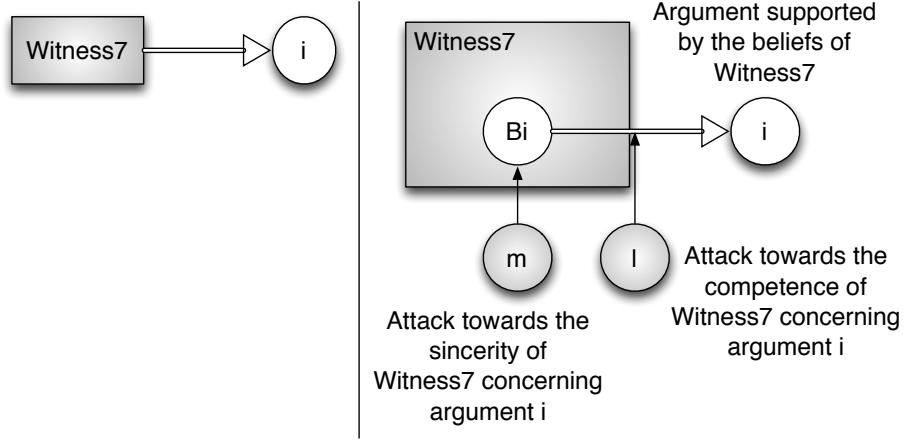 Witness7
i
Argument supported
by the beliefs of
Witness7
Witness7
Bi
i
m
l
Attack towards the
competence of
Witness7 concerning
argument i
Attack towards the
sincerity of
Witness7 concerning
argument i